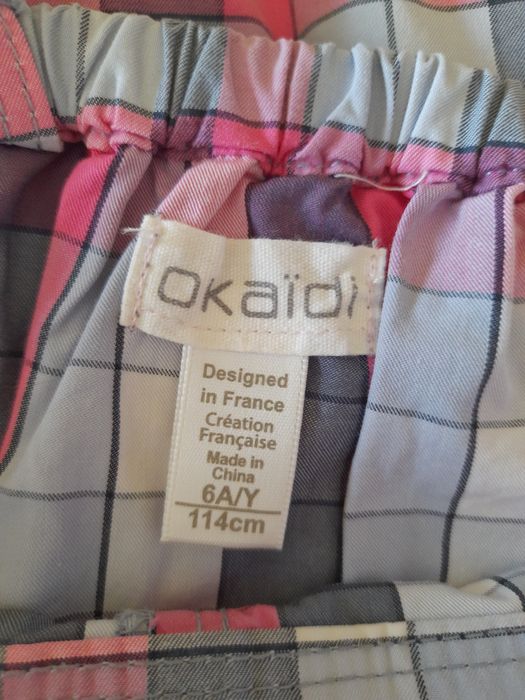 OKAÏDI
Designed
in France
Création
Française
Made in
China
6A/Y
114cm